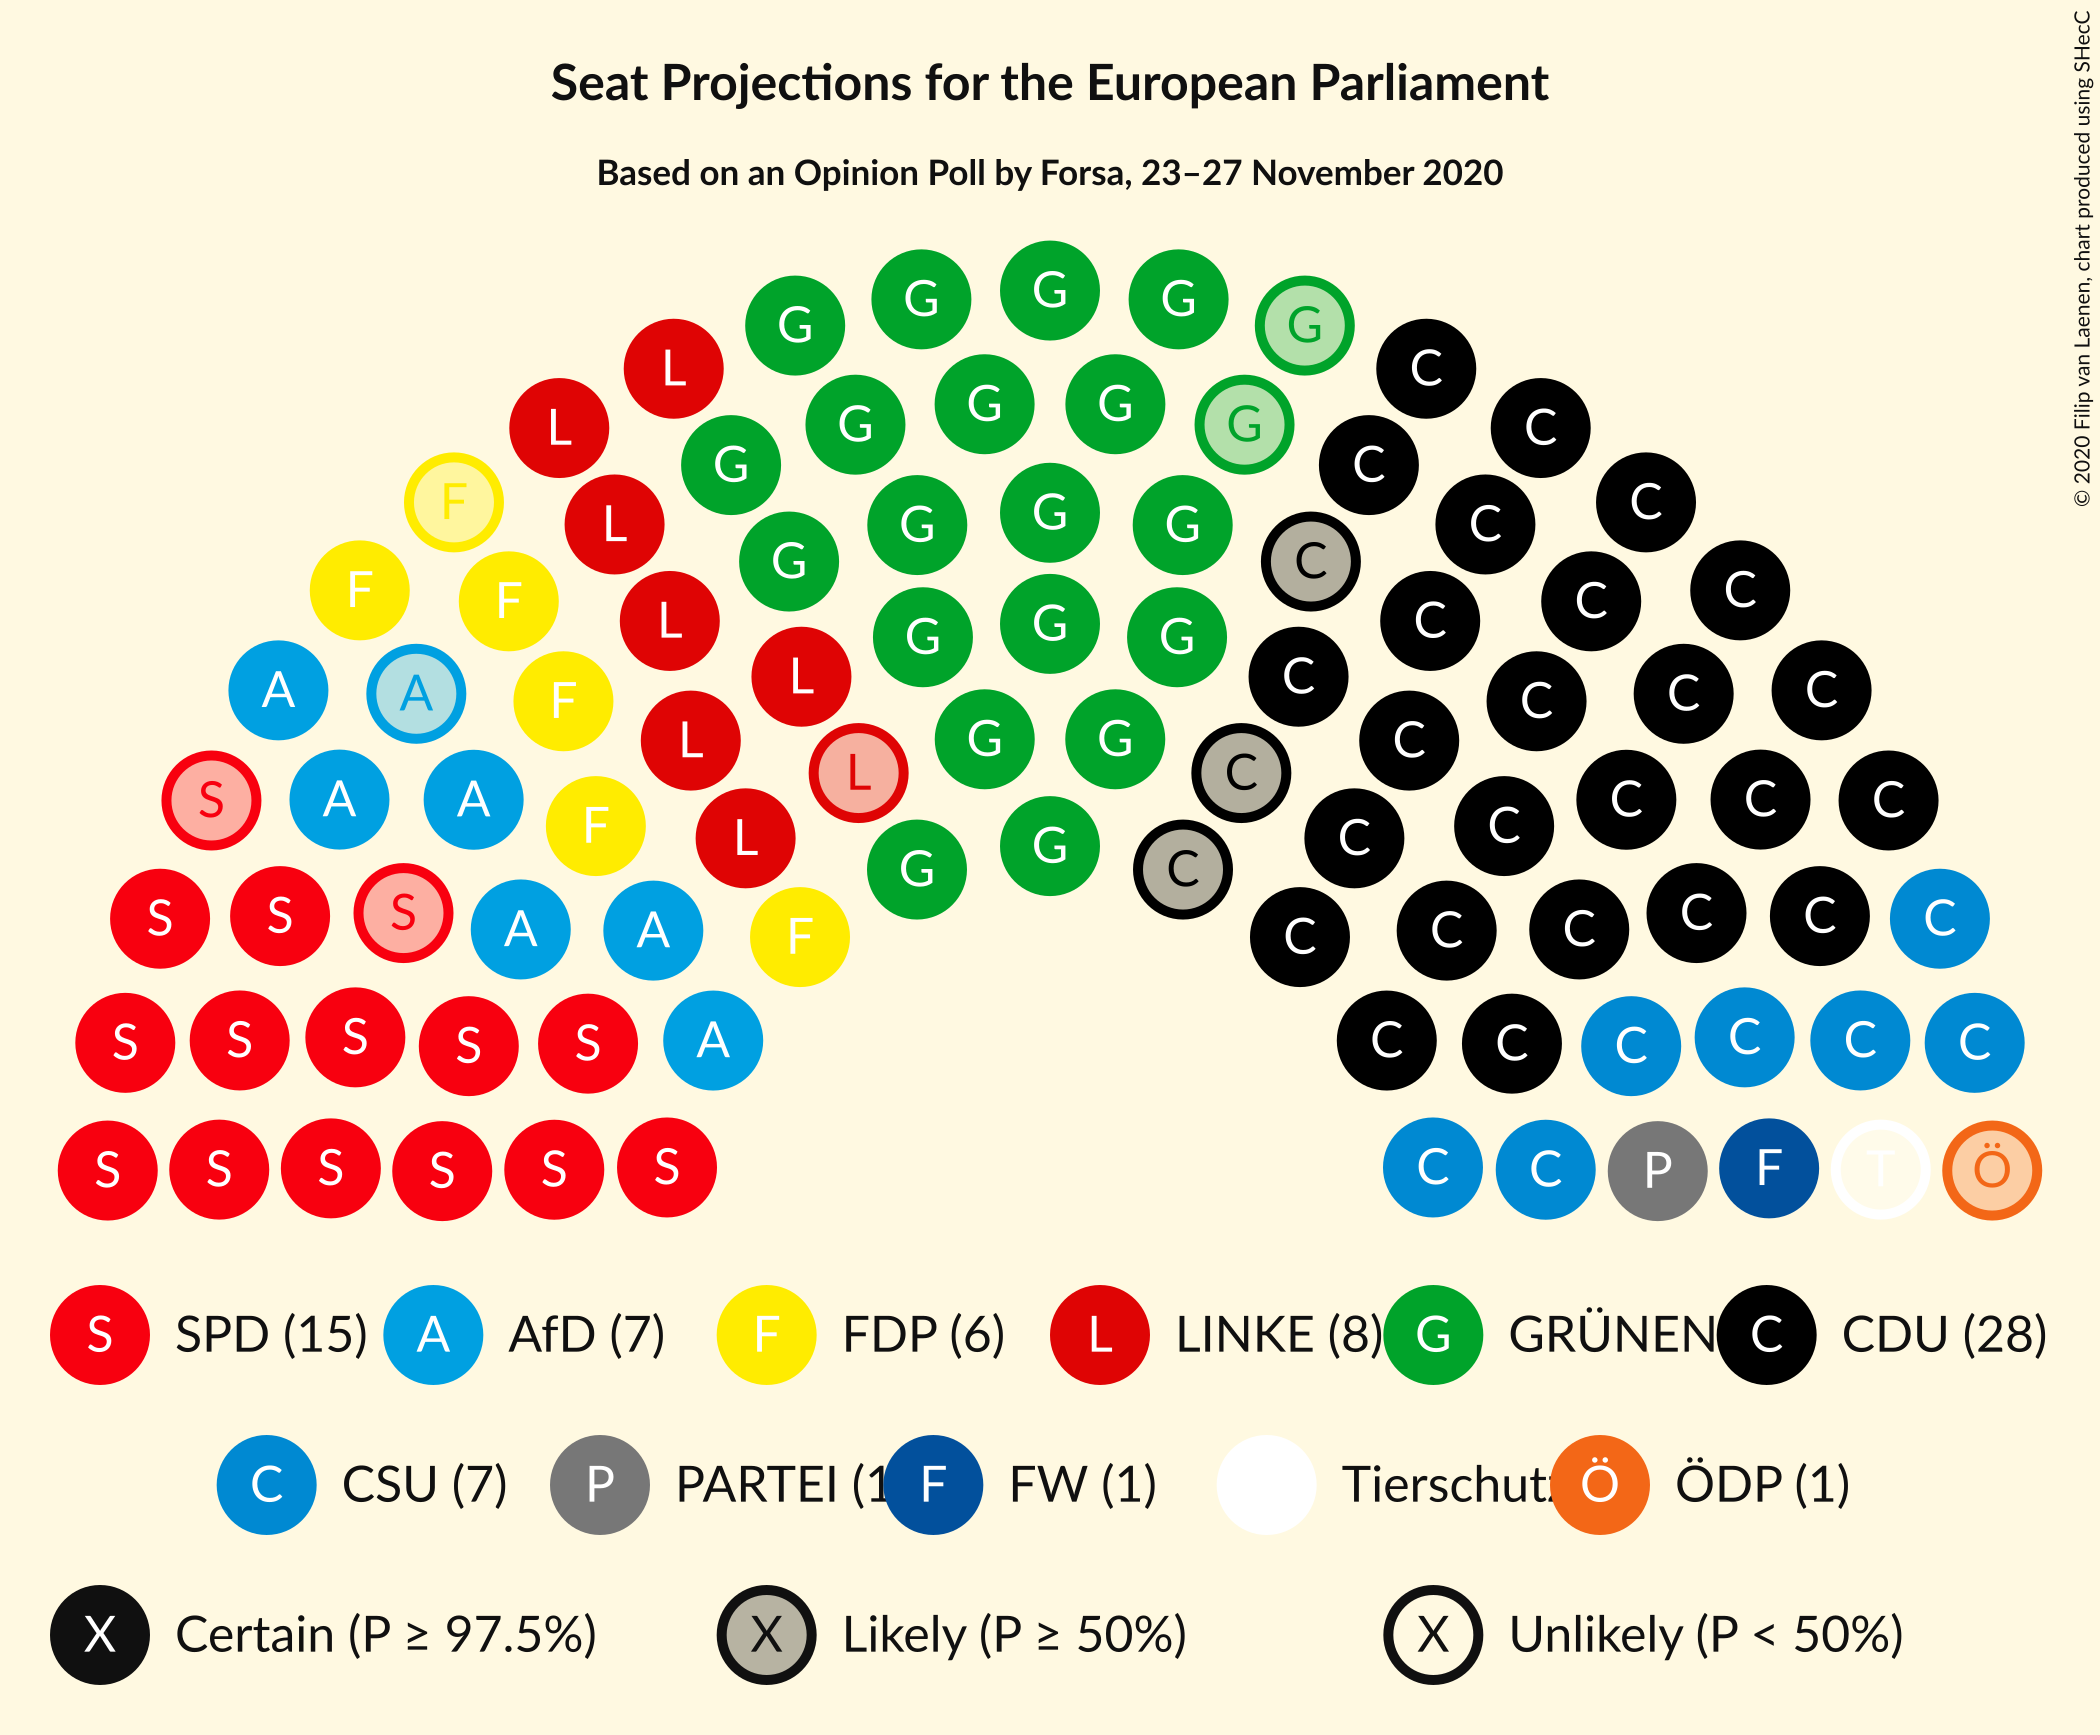 Seat Projections for the European Parliament
Based on an Opinion Poll by Forsa, 23–27 November 2020
© 2020 Filip van Laenen, chart produced using SHecC
G G G G G
L G G G G G C
L G G G G C C
F L G G G G C C C
F F L L G G G C C C C C
A A F L L L G G C C C C C C
S A A F L F G G C C C C C C C
S S S A A A C C C C C C C
S S S S S C C C C C C
S S S S S S C C P F T Ö
S SPD (15) A AfD (7) F FDP (6) L LINKE (8) G GRÜNEN C CDU (28)
C CSU (7) P PARTEI (1 F FW (1) Tierschutz Ö ÖDP (1)
X Certain (P ≥ 97.5%) X Likely (P ≥ 50%) X Unlikely (P < 50%)